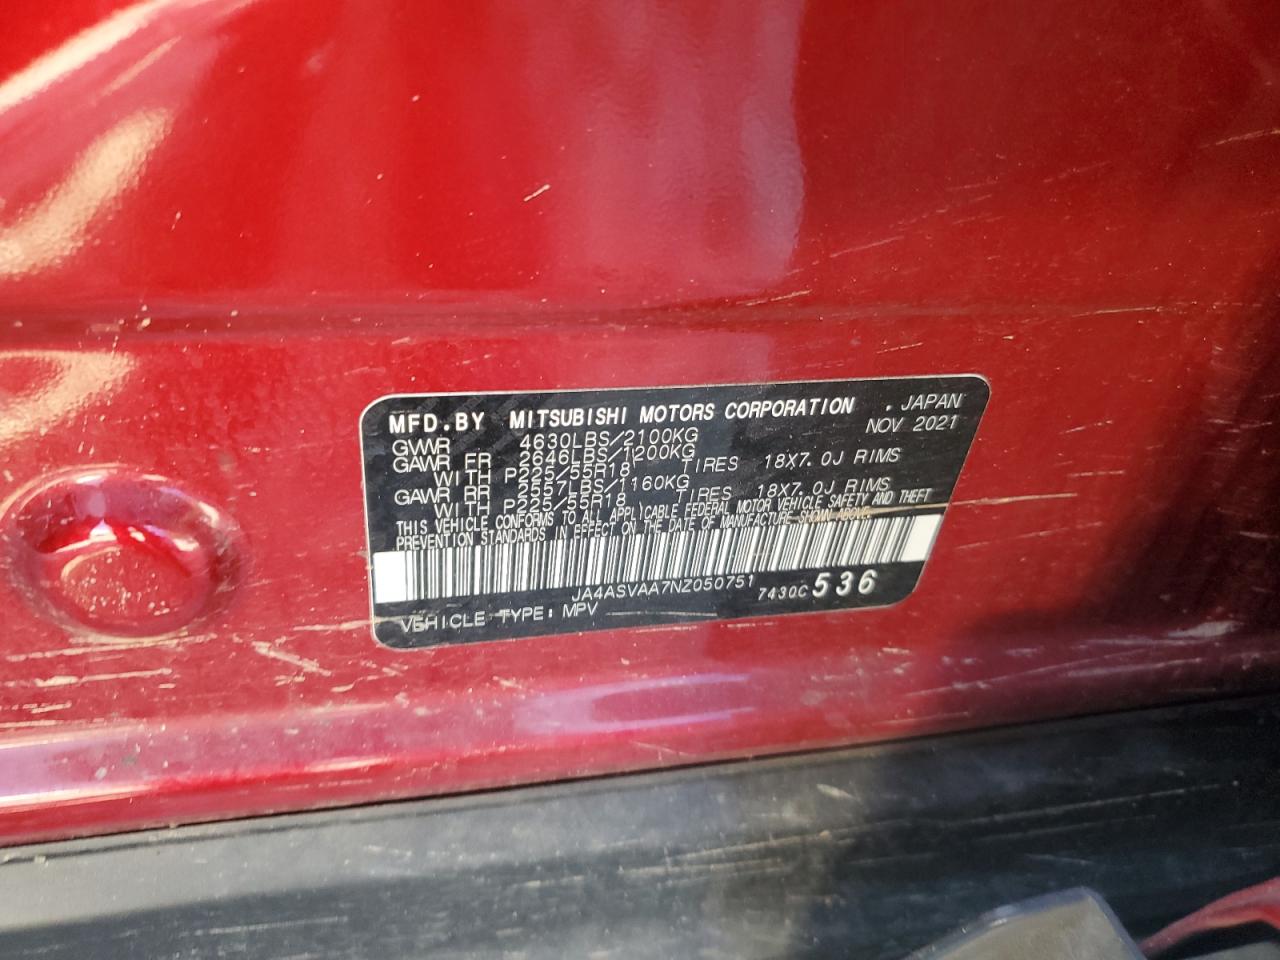 MFD.BY MITSUBISHI MOTORS CORPORATION . JAPAN
NOV 2021
GVWR 4630LBS/2100KG
GAWR FR 2646LBS/1200KG
WITH P225/55R18 TIRES 18X7.0J RIMS
GAWR RR 2557LBS/1160KG
WITH P225/55R18 TIRES 18X7.0J RIMS
THIS VEHICLE CONFORMS TO ALL APPLICABLE FEDERAL MOTOR VEHICLE SAFETY AND THEFT
PREVENTION STANDARDS IN EFFECT ON THE DATE OF MANUFACTURE SHOWN ABOVE.
JA4ASVAA7NZ050751 7430C 536
VEHICLE TYPE: MPV